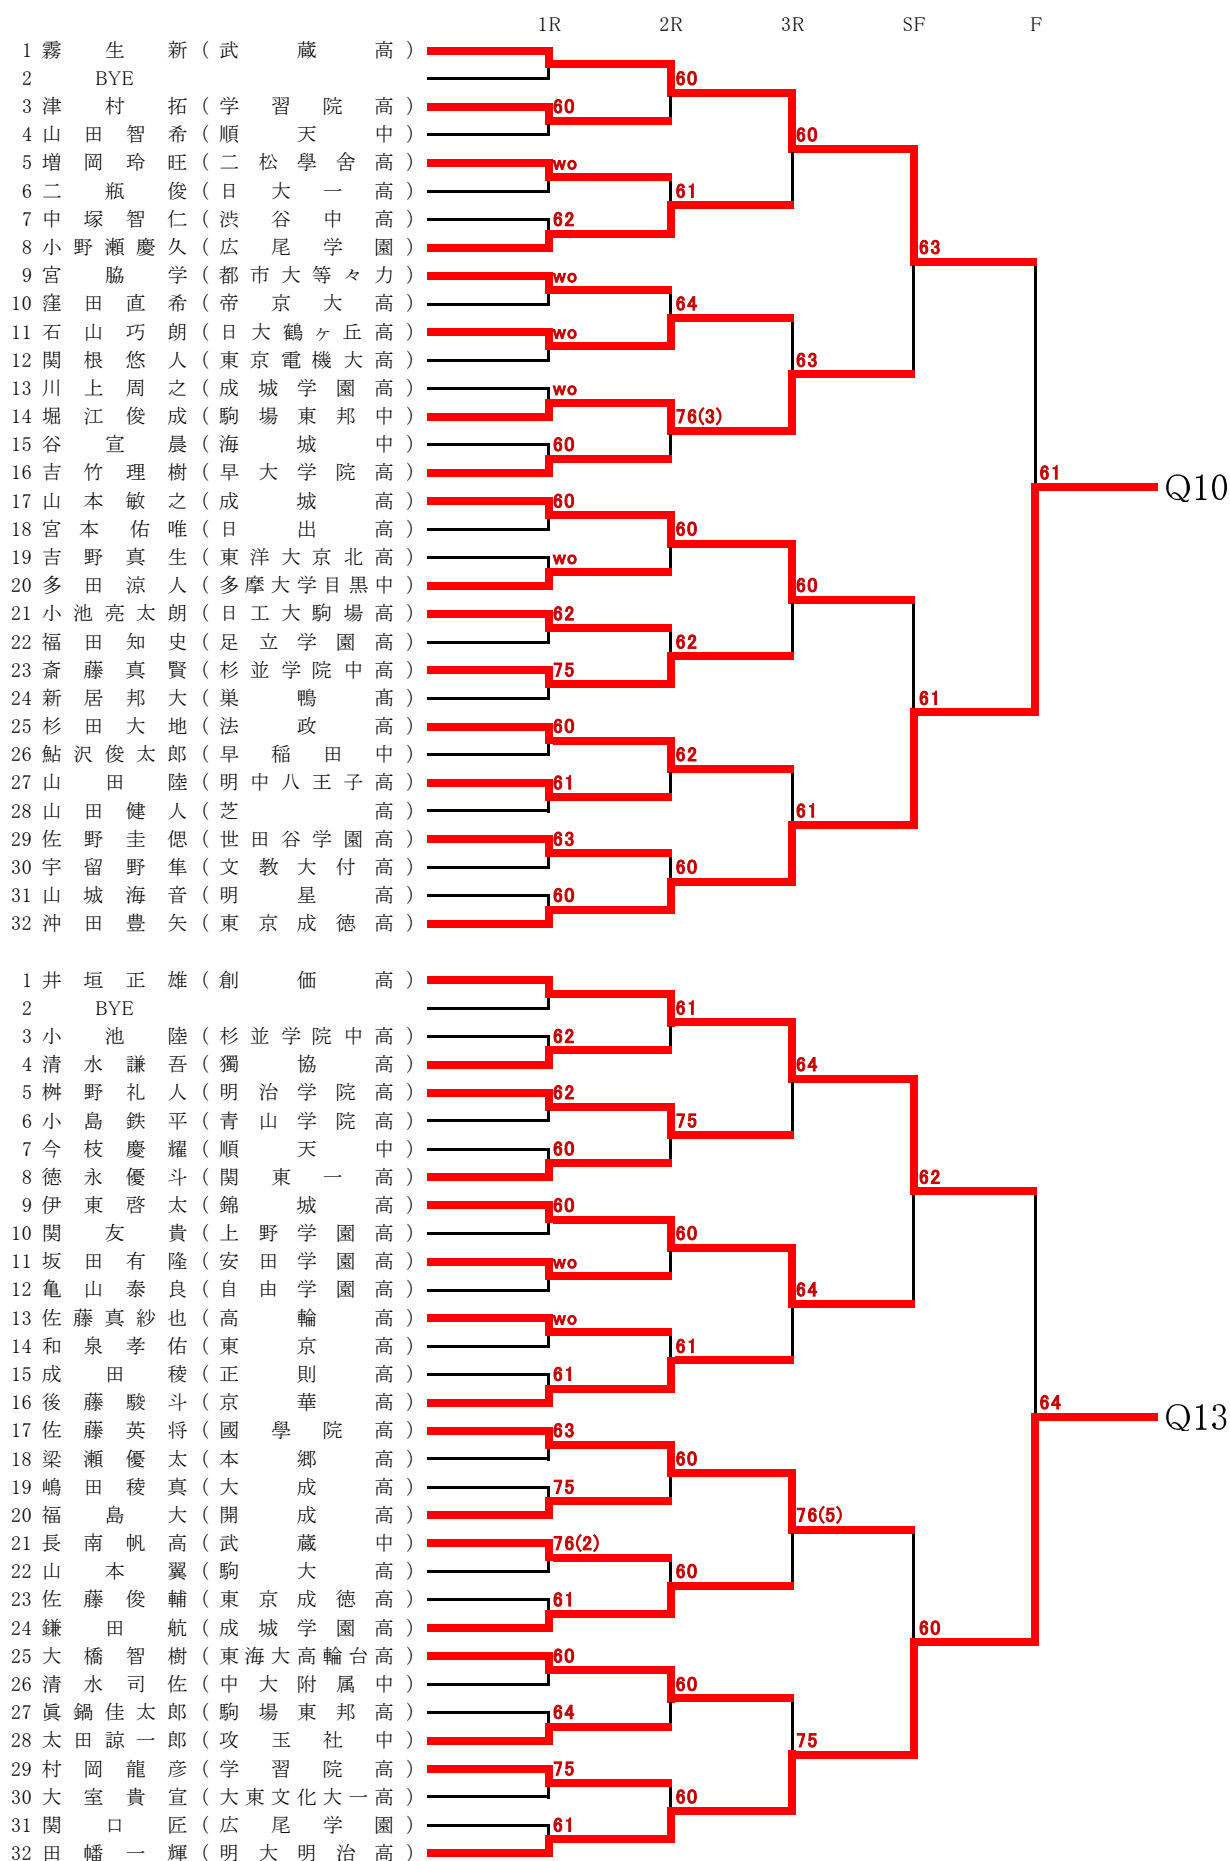 1R 2R 3R SF F
1 霧生新(武蔵高)
2 BYE 60
3 津村拓(学習院高) 60
4 山田智希(順天中) 60
5 増岡玲旺(二松學舎高) wo
6 二瓶俊(日大一高) 61
7 中塚智仁(渋谷中高) 62
8 小野瀬慶久(広尾学園) 63
9 宮脇学(都市大等々力) wo
10 窪田直希(帝京大高) 64
11 石山巧朗(日大鶴ヶ丘高) wo
12 関根悠人(東京電機大高) 63
13 川上周之(成城学園高) wo
14 堀江俊成(駒場東邦中) 76(3)
15 谷宣晨(海城中) 60
16 吉竹理樹(早大学院高) 61
Q10
17 山本敏之(成城高) 60
18 宮本佑唯(日出高) 60
19 吉野真生(東洋大京北高) wo
20 多田涼人(多摩大学目黒中) 60
21 小池亮太朗(日工大駒場高) 62
22 福田知史(足立学園高) 62
23 斎藤真賢(杉並学院中高) 75
24 新居邦大(巣鴨髙) 61
25 杉田大地(法政高) 60
26 鮎沢俊太郎(早稲田中) 62
27 山田陸(明中八王子高) 61
28 山田健人(芝高) 61
29 佐野圭偲(世田谷学園高) 63
30 宇留野隼(文教大付高) 60
31 山城海音(明星高) 60
32 沖田豊矢(東京成徳高)
1 井垣正雄(創価高)
2 BYE 61
3 小池陸(杉並学院中高) 62
4 清水謙吾(獨協高) 64
5 桝野礼人(明治学院高) 62
6 小島鉄平(青山学院高) 75
7 今枝慶耀(順天中) 60
8 徳永優斗(関東一高) 62
9 伊東啓太(錦城高) 60
10 関友貴(上野学園高) 60
11 坂田有隆(安田学園高) wo
12 亀山泰良(自由学園高) 64
13 佐藤真紗也(高輪高) wo
14 和泉孝佑(東京高) 61
15 成田稜(正則高) 61
16 後藤駿斗(京華高) 64
Q13
17 佐藤英将(國學院高) 63
18 梁瀬優太(本郷高) 60
19 嶋田稜真(大成高) 75
20 福島大(開成高) 76(5)
21 長南帆高(武蔵中) 76(2)
22 山本翼(駒大高) 60
23 佐藤俊輔(東京成徳高) 61
24 鎌田航(成城学園高) 60
25 大橋智樹(東海大高輪台高) 60
26 清水司佐(中大附属中) 60
27 眞鍋佳太郎(駒場東邦高) 64
28 太田諒一郎(攻玉社中) 75
29 村岡龍彦(学習院高) 75
30 大室貴宣(大東文化大一高) 60
31 関口匠(広尾学園) 61
32 田幡一輝(明大明治高)